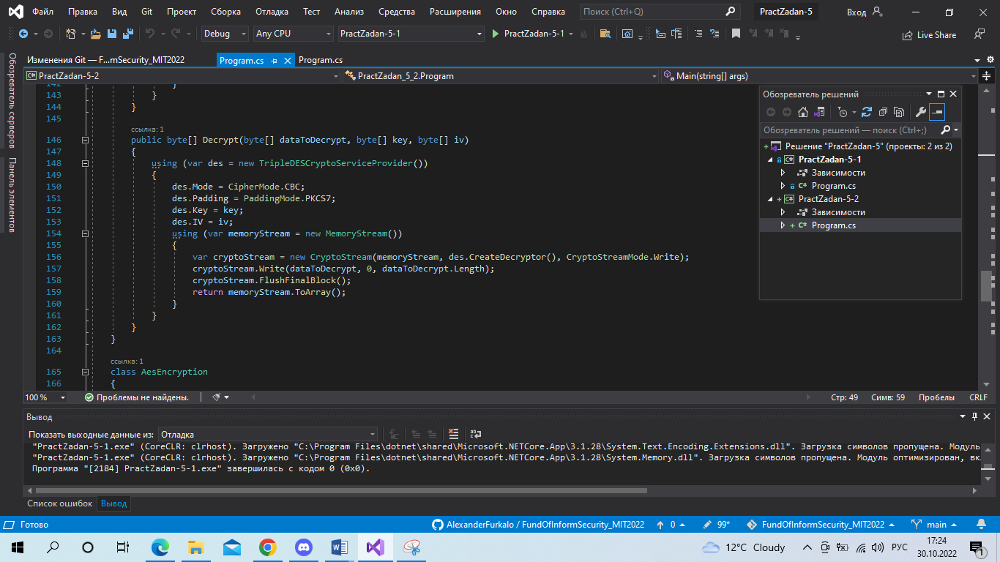 Файл Правка Вид Git Проект Сборка Отладка Тест Анализ Средства Расширения Окно Справка Поиск (Ctrl+Q) PractZadan-5 Вход
Debug Any CPU PractZadan-5-1 PractZadan-5-1 Live Share
Обозреватель серверов
Панель элементов
Изменения Git — F...mSecurity_MIT2022 Program.cs Program.cs
PractZadan-5-2 PractZadan_5_2.Program Main(string[] args)
142 }
143 }
144 }
145
ссылка: 1
146 public byte[] Decrypt(byte[] dataToDecrypt, byte[] key, byte[] iv)
147 {
148 using (var des = new TripleDESCryptoServiceProvider())
149 {
150 des.Mode = CipherMode.CBC;
151 des.Padding = PaddingMode.PKCS7;
152 des.Key = key;
153 des.IV = iv;
154 using (var memoryStream = new MemoryStream())
155 {
156 var cryptoStream = new CryptoStream(memoryStream, des.CreateDecryptor(), CryptoStreamMode.Write);
157 cryptoStream.Write(dataToDecrypt, 0, dataToDecrypt.Length);
158 cryptoStream.FlushFinalBlock();
159 return memoryStream.ToArray();
160 }
161 }
162 }
163 }
164
ссылка: 1
165 class AesEncryption
166 {
Обозреватель решений
Обозреватель решений — поиск (Ctrl+;)
Решение "PractZadan-5" (проекты: 2 из 2)
PractZadan-5-1
Зависимости
Program.cs
PractZadan-5-2
Зависимости
Program.cs
100 % Проблемы не найдены. Стр: 49 Симв: 59 Пробелы CRLF
Вывод
Показать выходные данные из: Отладка
"PractZadan-5-1.exe" (CoreCLR: clrhost). Загружено "C:\Program Files\dotnet\shared\Microsoft.NETCore.App\3.1.28\System.Text.Encoding.Extensions.dll". Загрузка символов пропущена. Модуль
"PractZadan-5-1.exe" (CoreCLR: clrhost). Загружено "C:\Program Files\dotnet\shared\Microsoft.NETCore.App\3.1.28\System.Memory.dll". Загрузка символов пропущена. Модуль оптимизирован, вк
Программа "[2184] PractZadan-5-1.exe" завершилась с кодом 0 (0x0).
Список ошибок Вывод
Готово AlexanderFurkalo / FundOfInformSecurity_MIT2022 0 99* FundOfInformSecurity_MIT2022 main
12°C Cloudy РУС 17:24
30.10.2022 1